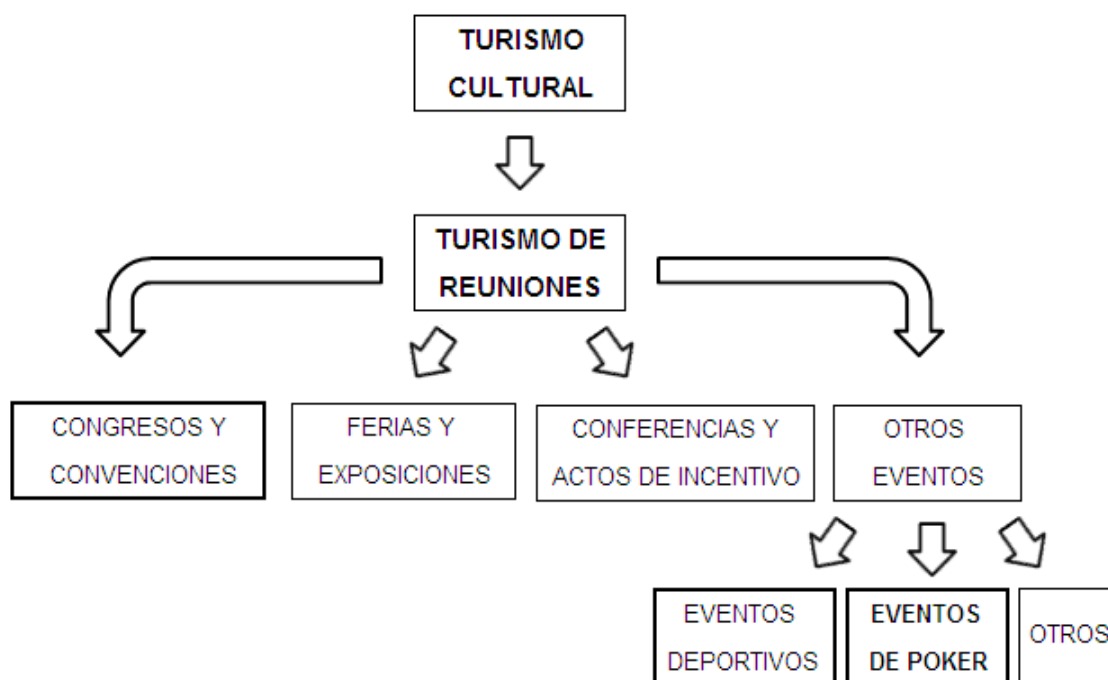 TURISMO
CULTURAL
TURISMO DE
REUNIONES
CONGRESOS Y
CONVENCIONES
FERIAS Y
EXPOSICIONES
CONFERENCIAS Y
ACTOS DE INCENTIVO
OTROS
EVENTOS
EVENTOS
DEPORTIVOS
EVENTOS
DE POKER
OTROS